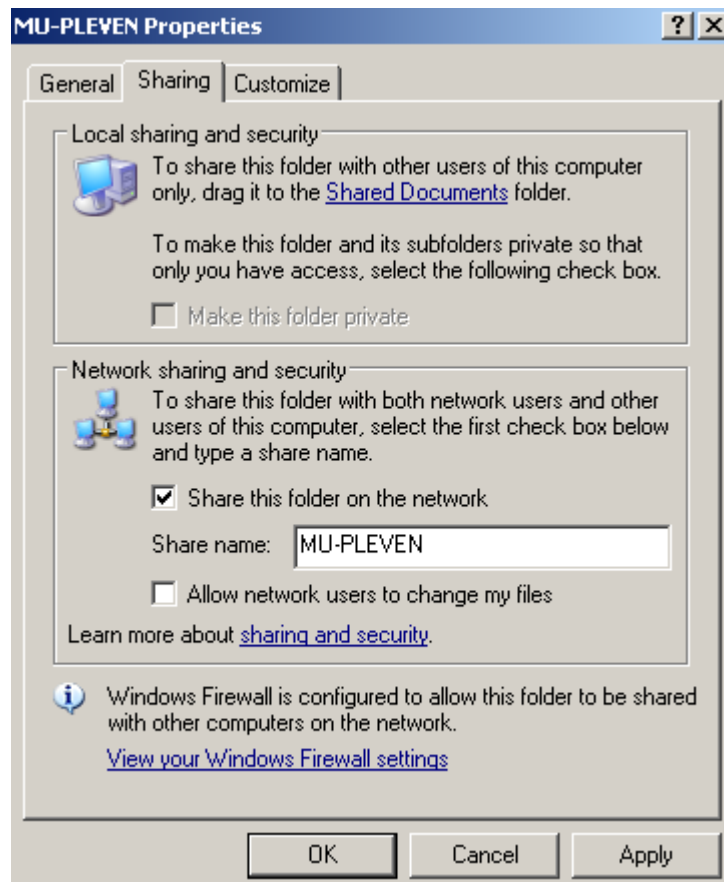 MU-PLEVEN Properties
General Sharing Customize
Local sharing and security
To share this folder with other users of this computer
only, drag it to the Shared Documents folder.
To make this folder and its subfolders private so that
only you have access, select the following check box.
Make this folder private
Network sharing and security
To share this folder with both network users and other
users of this computer, select the first check box below
and type a share name.
Share this folder on the network
Share name: MU-PLEVEN
Allow network users to change my files
Learn more about sharing and security.
Windows Firewall is configured to allow this folder to be shared
with other computers on the network.
View your Windows Firewall settings
OK Cancel Apply